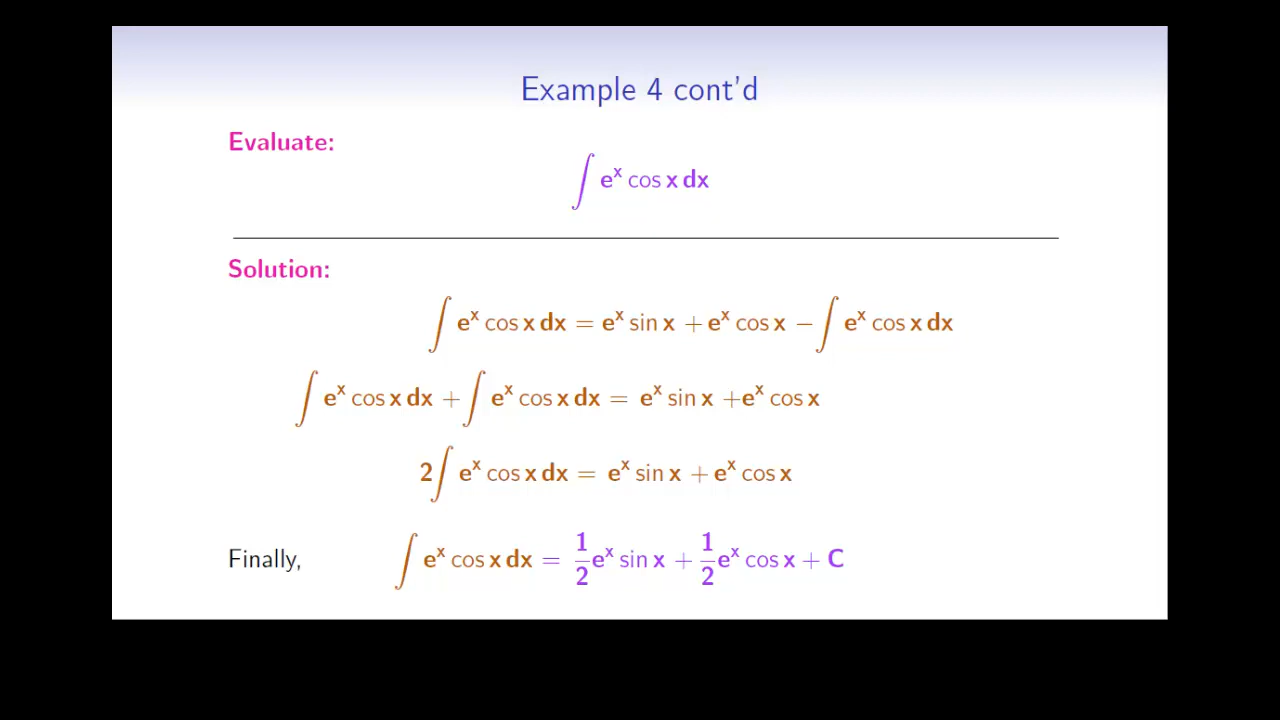 Example 4 cont'd
Evaluate:
∫ eˣ cos x dx
Solution:
∫ eˣ cos x dx = eˣ sin x + eˣ cos x − ∫ eˣ cos x dx
∫ eˣ cos x dx + ∫ eˣ cos x dx = eˣ sin x + eˣ cos x
2∫ eˣ cos x dx = eˣ sin x + eˣ cos x
Finally, ∫ eˣ cos x dx = 1/2 eˣ sin x + 1/2 eˣ cos x + C